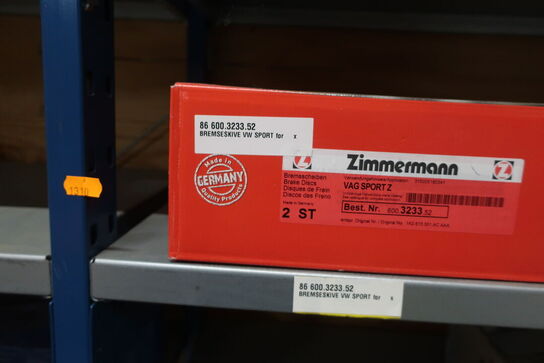 86 600.3233.52
BREMSESKIVE VW SPORT for x
Made in
GERMANY
Quality Products
Z Zimmermann Z
Bremsscheiben
Brake Discs
Disques de Frein
Discos de Freno
Made in Germany
2 ST
Verwendungshinweise/Application
VAG SPORT Z
Best. Nr. 600 3233 52
1310
86 600.3233.52
BREMSESKIVE VW SPORT for x